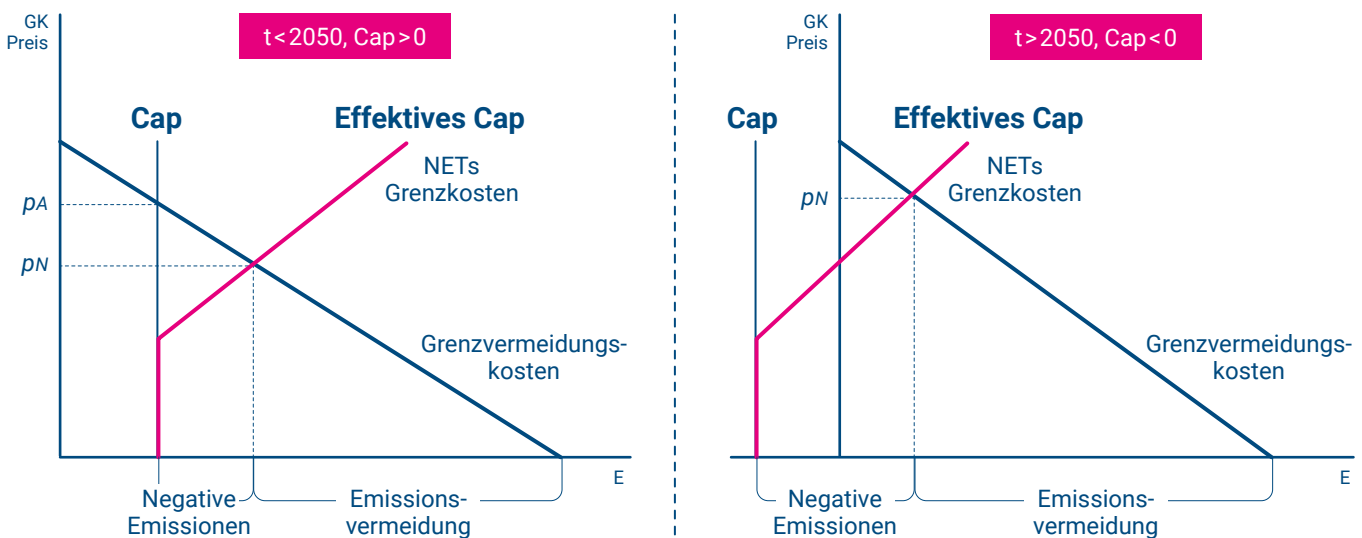 GK
Preis
t<2050, Cap>0
Cap
Effektives Cap
NETs
Grenzkosten
pA
pN
Grenzvermeidungs-
kosten
E
Negative
Emissionen
Emissions-
vermeidung
GK
Preis
t>2050, Cap<0
Cap
Effektives Cap
NETs
Grenzkosten
pN
Grenzvermeidungs-
kosten
E
Negative
Emissionen
Emissions-
vermeidung